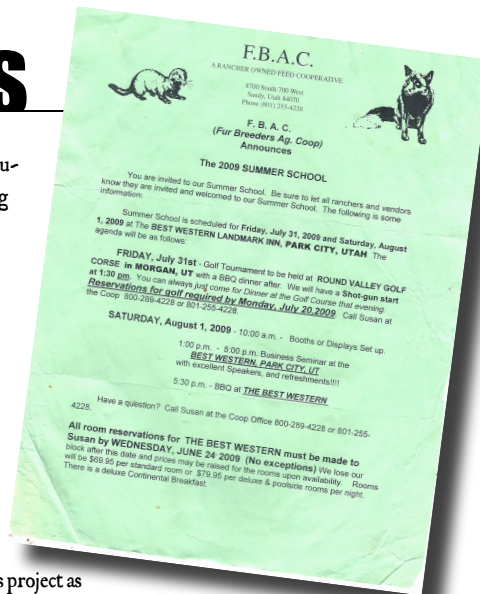 S
u-
g
F.B.A.C.
A RANCHER OWNED FEED COOPERATIVE
8700 South 700 West
Sandy, Utah 84070
Phone (801) 255-4228
F. B. A. C.
(Fur Breeders Ag. Coop)
Announces
The 2009 SUMMER SCHOOL
You are invited to our Summer School. Be sure to let all ranchers and vendors
know they are invited and welcomed to our Summer School. The following is some
information:
Summer School is scheduled for Friday, July 31, 2009 and Saturday, August
1, 2009 at The BEST WESTERN LANDMARK INN, PARK CITY, UTAH The
agenda will be as follows:
FRIDAY, July 31st - Golf Tournament to be held at ROUND VALLEY GOLF
CORSE in MORGAN, UT with a BBQ dinner after. We will have a Shot-gun start
at 1:30 pm. You can always just come for Dinner at the Golf Course that evening.
Reservations for golf required by Monday, July 20,2009 Call Susan at
the Coop 800-289-4228 or 801-255-4228.
SATURDAY, August 1, 2009 - 10:00 a.m. - Booths or Displays Set up.
1:00 p.m. - 5:00 p.m. Business Seminar at the
BEST WESTERN, PARK CITY, UT
with excellent Speakers, and refreshments!!!!
5:30 p.m. - BBQ at THE BEST WESTERN
Have a question? Call Susan at the Coop Office 800-289-4228 or 801-255-
4228.
All room reservations for THE BEST WESTERN must be made to
Susan by WEDNESDAY, JUNE 24 2009 (No exceptions) We lose our
block after this date and prices may be raised for the rooms upon availability. Rooms
will be $69.95 per standard room or $79.95 per deluxe & poolside rooms per night.
There is a deluxe Continental Breakfast.
s project as